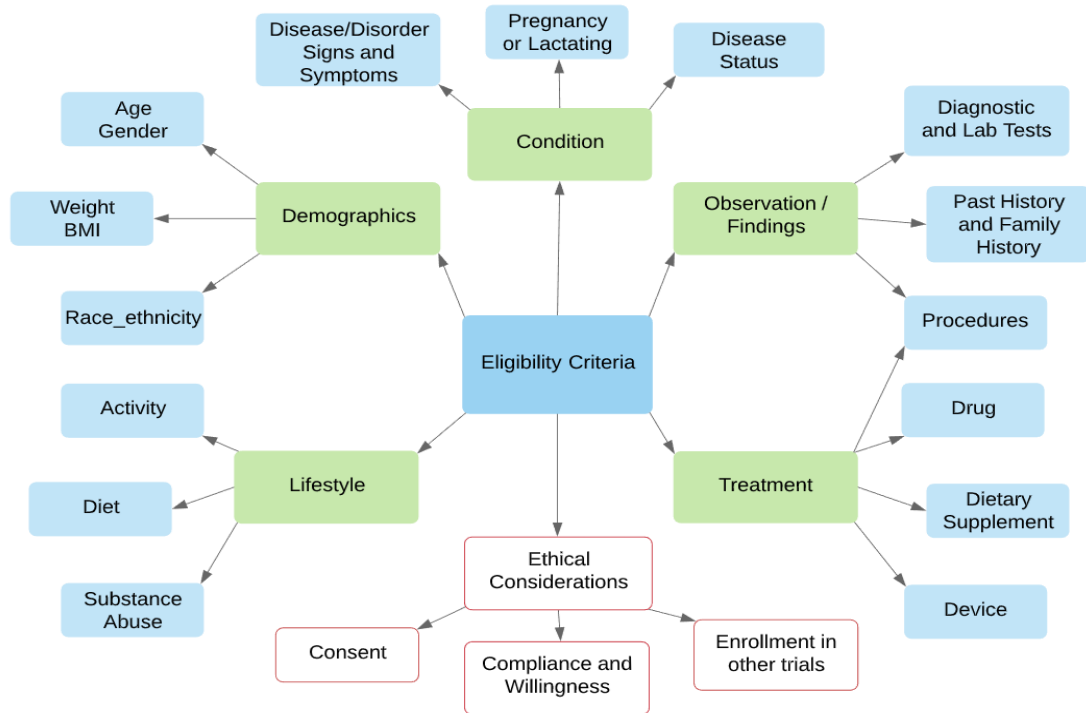 Disease/Disorder
Signs and
Symptoms
Pregnancy
or Lactating
Disease
Status
Age
Gender
Condition
Diagnostic
and Lab Tests
Weight
BMI
Demographics
Observation /
Findings
Past History
and Family
History
Race_ethnicity
Eligibility Criteria
Procedures
Activity
Drug
Lifestyle
Treatment
Diet
Dietary
Supplement
Ethical
Considerations
Substance
Abuse
Device
Consent
Compliance and
Willingness
Enrollment in
other trials